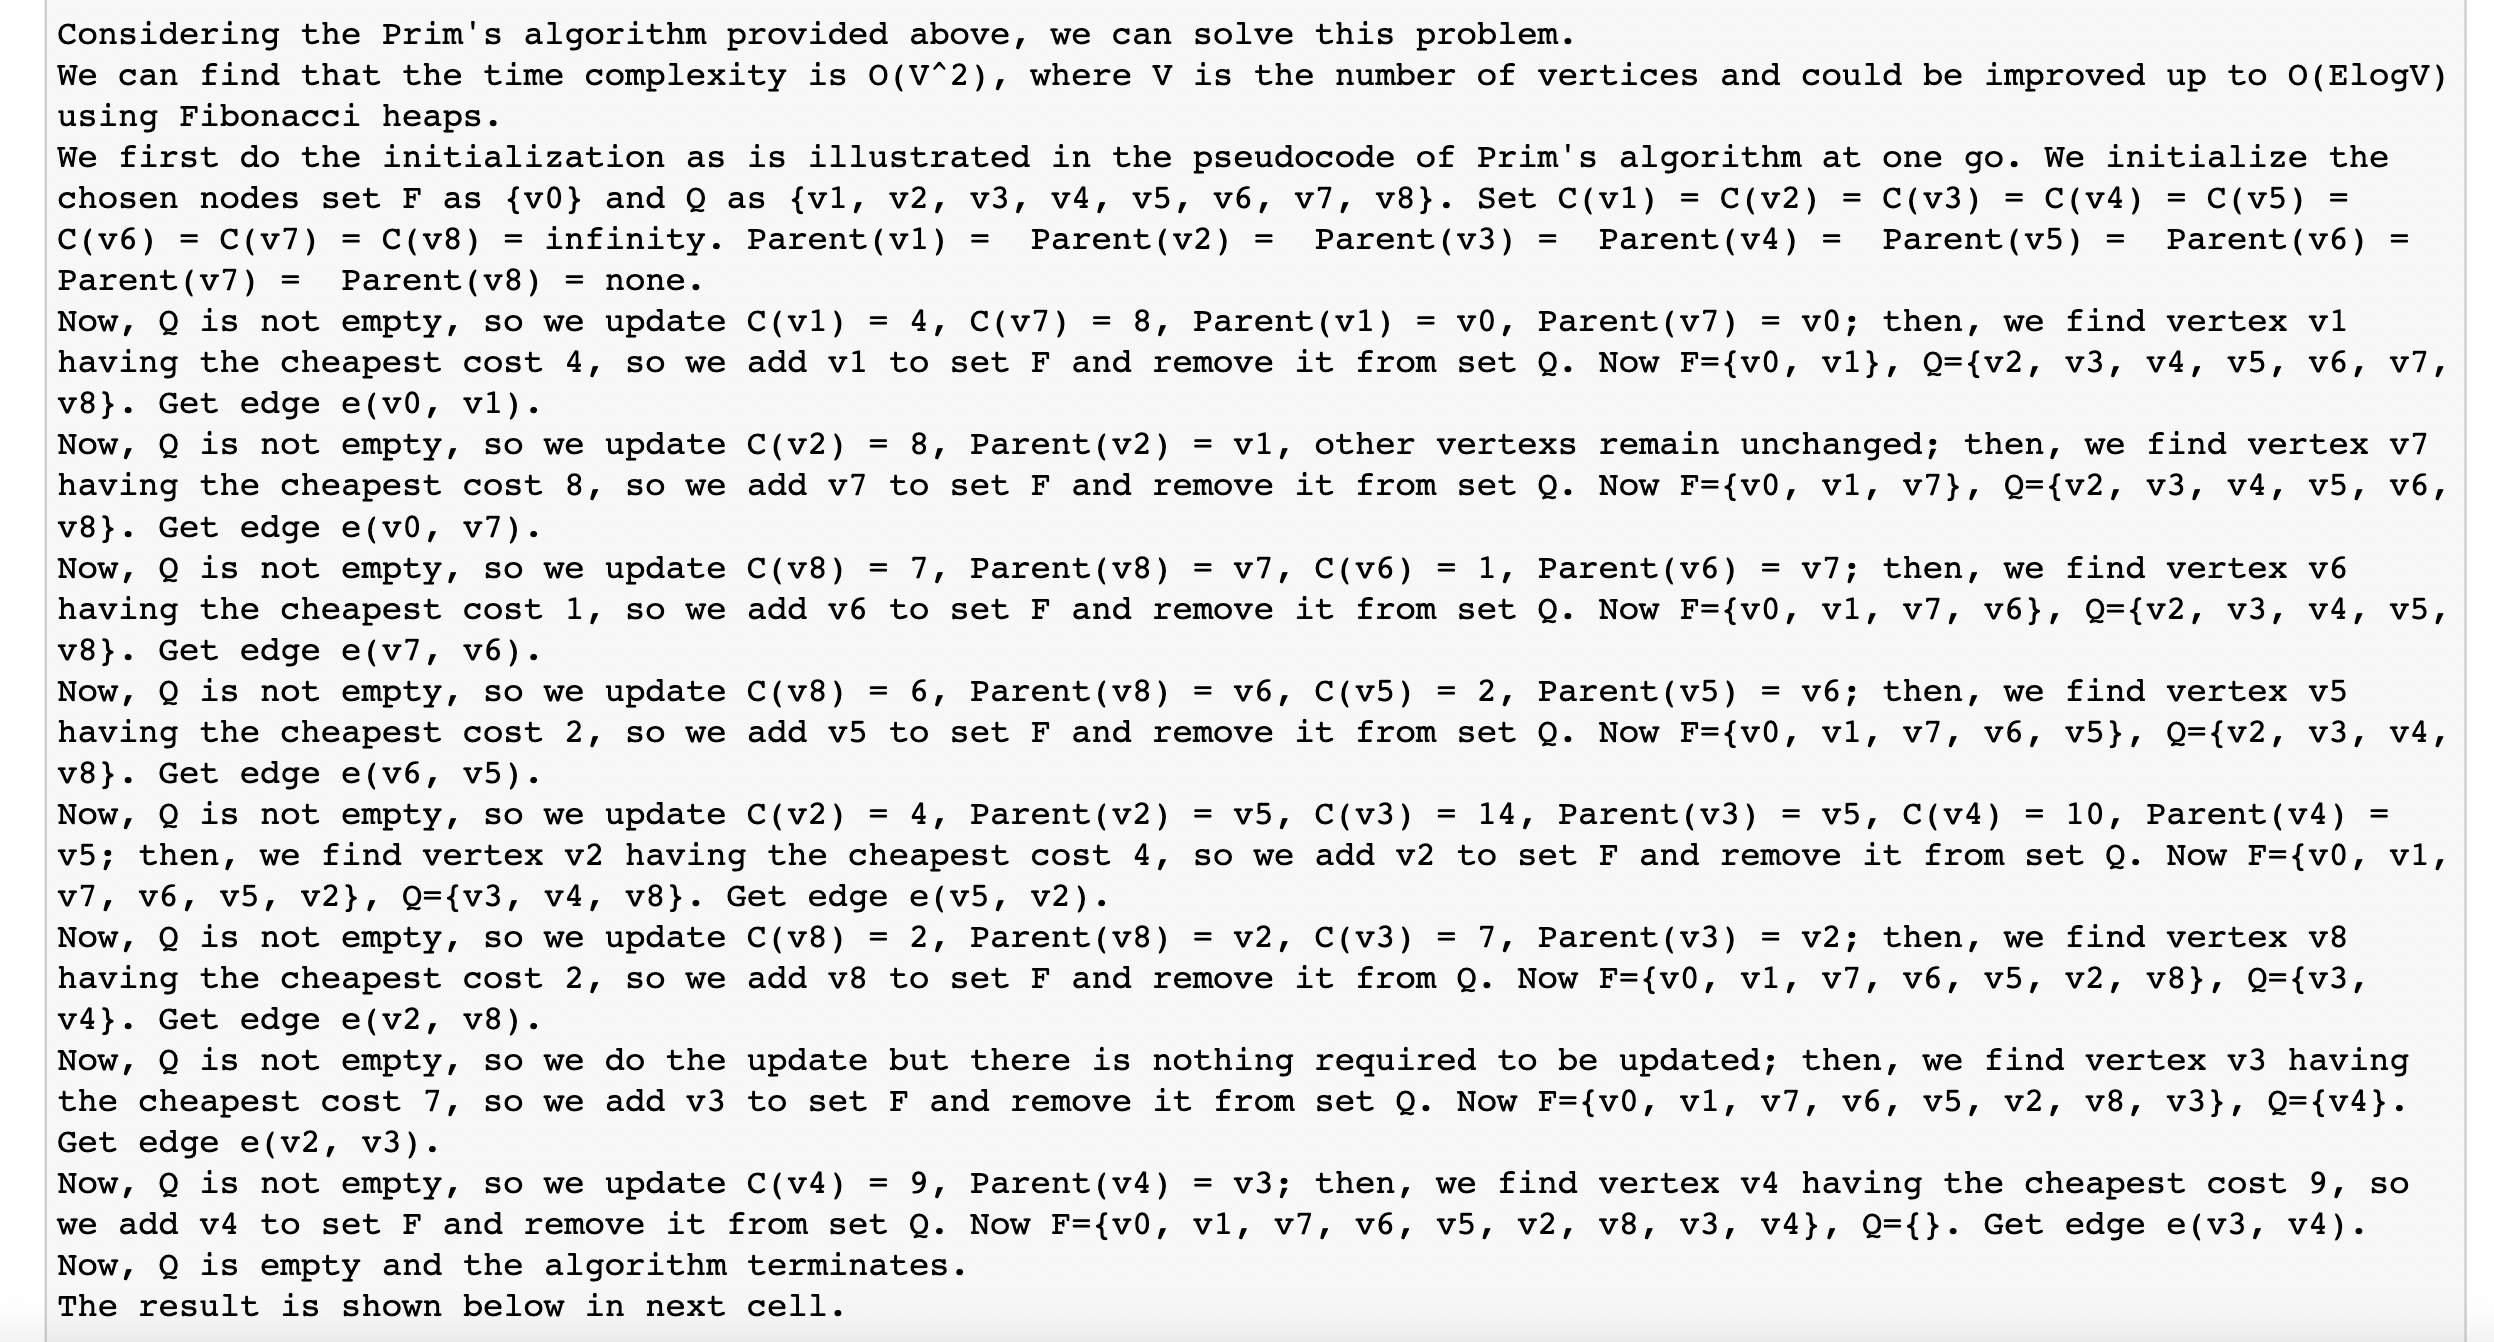 Considering the Prim's algorithm provided above, we can solve this problem.
We can find that the time complexity is O(V^2), where V is the number of vertices and could be improved up to O(ElogV)
using Fibonacci heaps.
We first do the initialization as is illustrated in the pseudocode of Prim's algorithm at one go. We initialize the
chosen nodes set F as {v0} and Q as {v1, v2, v3, v4, v5, v6, v7, v8}. Set C(v1) = C(v2) = C(v3) = C(v4) = C(v5) =
C(v6) = C(v7) = C(v8) = infinity. Parent(v1) =  Parent(v2) =  Parent(v3) =  Parent(v4) =  Parent(v5) =  Parent(v6) =
Parent(v7) =  Parent(v8) = none.
Now, Q is not empty, so we update C(v1) = 4, C(v7) = 8, Parent(v1) = v0, Parent(v7) = v0; then, we find vertex v1
having the cheapest cost 4, so we add v1 to set F and remove it from set Q. Now F={v0, v1}, Q={v2, v3, v4, v5, v6, v7,
v8}. Get edge e(v0, v1).
Now, Q is not empty, so we update C(v2) = 8, Parent(v2) = v1, other vertexs remain unchanged; then, we find vertex v7
having the cheapest cost 8, so we add v7 to set F and remove it from set Q. Now F={v0, v1, v7}, Q={v2, v3, v4, v5, v6,
v8}. Get edge e(v0, v7).
Now, Q is not empty, so we update C(v8) = 7, Parent(v8) = v7, C(v6) = 1, Parent(v6) = v7; then, we find vertex v6
having the cheapest cost 1, so we add v6 to set F and remove it from set Q. Now F={v0, v1, v7, v6}, Q={v2, v3, v4, v5,
v8}. Get edge e(v7, v6).
Now, Q is not empty, so we update C(v8) = 6, Parent(v8) = v6, C(v5) = 2, Parent(v5) = v6; then, we find vertex v5
having the cheapest cost 2, so we add v5 to set F and remove it from set Q. Now F={v0, v1, v7, v6, v5}, Q={v2, v3, v4,
v8}. Get edge e(v6, v5).
Now, Q is not empty, so we update C(v2) = 4, Parent(v2) = v5, C(v3) = 14, Parent(v3) = v5, C(v4) = 10, Parent(v4) =
v5; then, we find vertex v2 having the cheapest cost 4, so we add v2 to set F and remove it from set Q. Now F={v0, v1,
v7, v6, v5, v2}, Q={v3, v4, v8}. Get edge e(v5, v2).
Now, Q is not empty, so we update C(v8) = 2, Parent(v8) = v2, C(v3) = 7, Parent(v3) = v2; then, we find vertex v8
having the cheapest cost 2, so we add v8 to set F and remove it from Q. Now F={v0, v1, v7, v6, v5, v2, v8}, Q={v3,
v4}. Get edge e(v2, v8).
Now, Q is not empty, so we do the update but there is nothing required to be updated; then, we find vertex v3 having
the cheapest cost 7, so we add v3 to set F and remove it from set Q. Now F={v0, v1, v7, v6, v5, v2, v8, v3}, Q={v4}.
Get edge e(v2, v3).
Now, Q is not empty, so we update C(v4) = 9, Parent(v4) = v3; then, we find vertex v4 having the cheapest cost 9, so
we add v4 to set F and remove it from set Q. Now F={v0, v1, v7, v6, v5, v2, v8, v3, v4}, Q={}. Get edge e(v3, v4).
Now, Q is empty and the algorithm terminates.
The result is shown below in next cell.